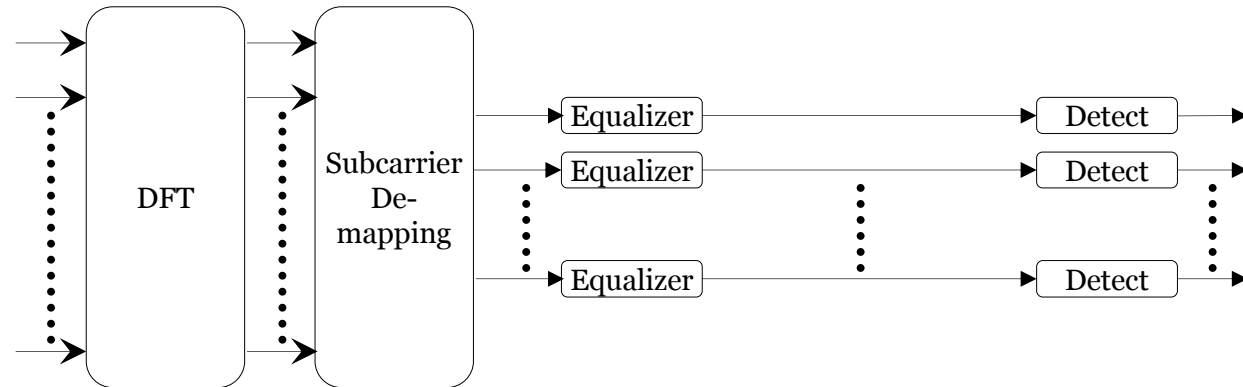 DFT
Subcarrier
De-
mapping
Equalizer
Detect
Equalizer
Detect
Equalizer
Detect